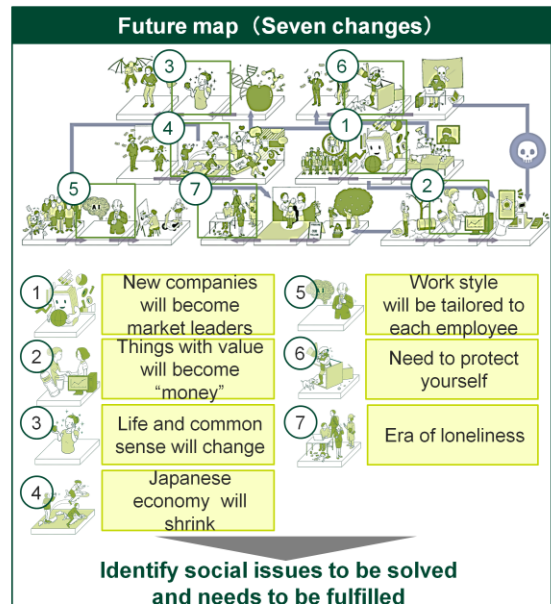 Future map（Seven changes）
3
6
4
1
5
7
2
1
New companies
will become
market leaders
2
Things with value
will become
“money”
3
Life and common
sense will change
4
Japanese
economy will
shrink
5
Work style
will be tailored to
each employee
6
Need to protect
yourself
7
Era of loneliness
Identify social issues to be solved
and needs to be fulfilled